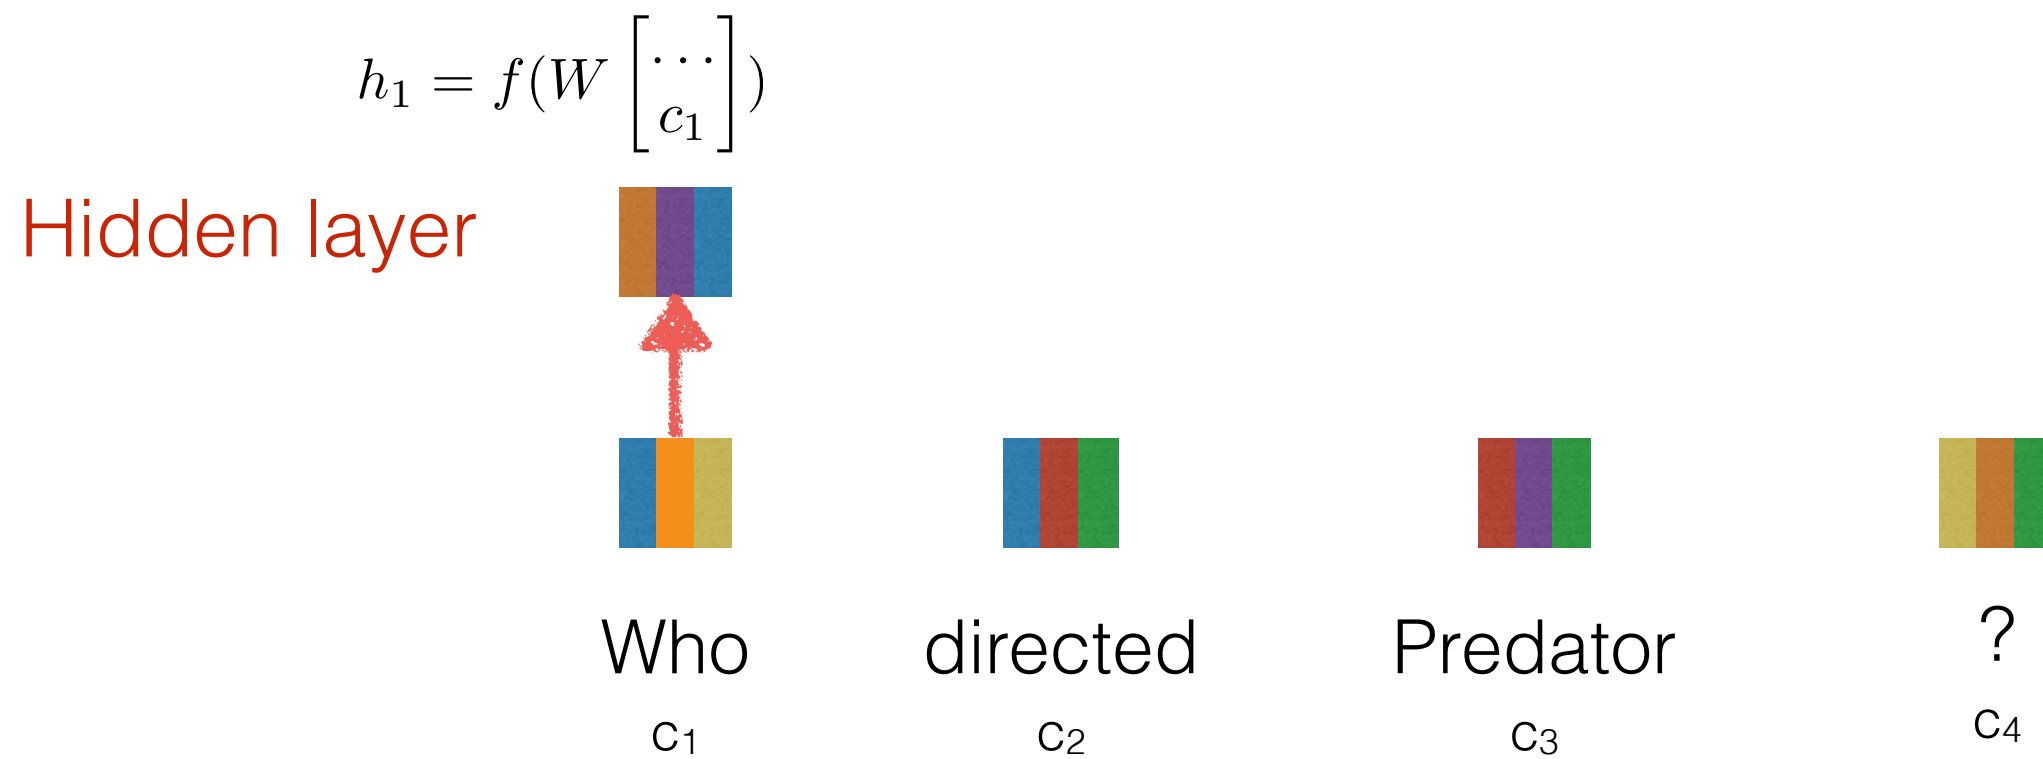 h₁ = f(W [⋯ c₁])
Hidden layer
Who directed Predator ?
c₁ c₂ c₃ c₄